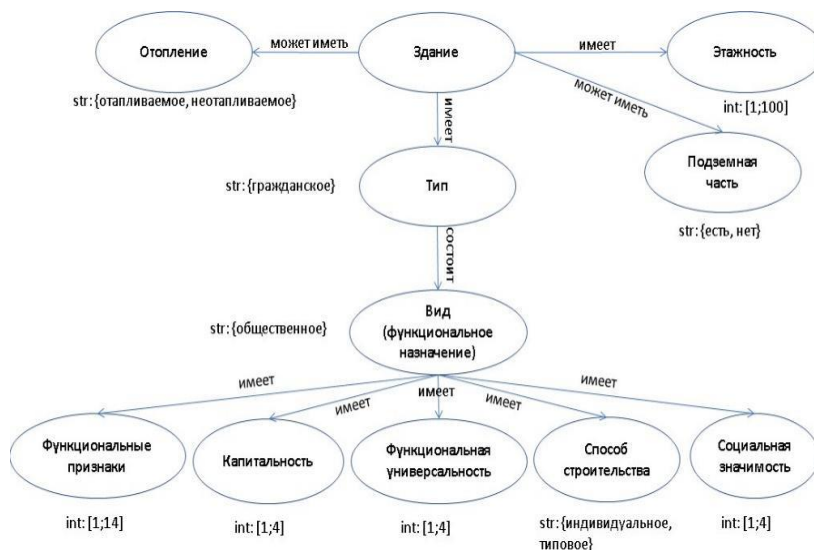 Отопление
может иметь
Здание
имеет
Этажность
str: {отапливаемое, неотапливаемое}
имеет
может иметь
int: [1;100]
Подземная
часть
str: {гражданское}
Тип
str: {есть, нет}
состоит
str: {общественное}
Вид
(функциональное
назначение)
имеет
имеет
имеет
имеет
имеет
Функциональные
признаки
Капитальность
Функциональная
универсальность
Способ
строительства
Социальная
значимость
int: [1;14]
int: [1;4]
int: [1;4]
str: {индивидуальное,
типовое}
int: [1;4]